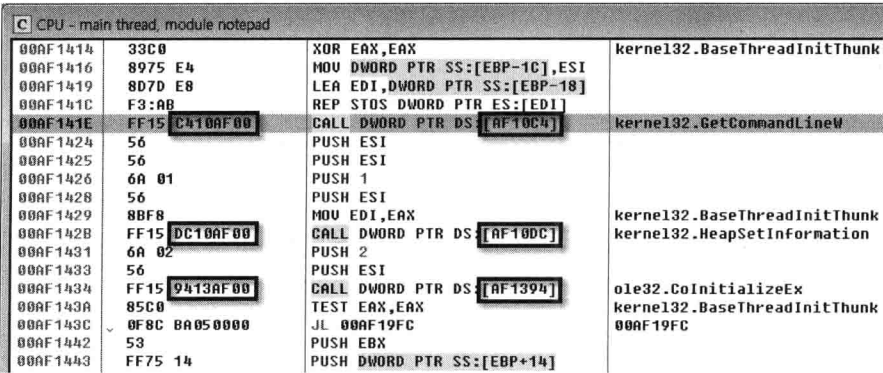 C CPU - main thread, module notepad
00AF1414 33C0 XOR EAX,EAX kernel32.BaseThreadInitThunk
00AF1416 8975 E4 MOV DWORD PTR SS:[EBP-1C],ESI
00AF1419 8D7D E8 LEA EDI,DWORD PTR SS:[EBP-18]
00AF141C F3:AB REP STOS DWORD PTR ES:[EDI]
00AF141E FF15 C410AF00 CALL DWORD PTR DS:[AF10C4] kernel32.GetCommandLineW
00AF1424 56 PUSH ESI
00AF1425 56 PUSH ESI
00AF1426 6A 01 PUSH 1
00AF1428 56 PUSH ESI
00AF1429 8BF8 MOV EDI,EAX kernel32.BaseThreadInitThunk
00AF142B FF15 DC10AF00 CALL DWORD PTR DS:[AF10DC] kernel32.HeapSetInformation
00AF1431 6A 02 PUSH 2
00AF1433 56 PUSH ESI
00AF1434 FF15 9413AF00 CALL DWORD PTR DS:[AF1394] ole32.CoInitializeEx
00AF143A 85C0 TEST EAX,EAX kernel32.BaseThreadInitThunk
00AF143C 0F8C BA050000 JL 00AF19FC 00AF19FC
00AF1442 53 PUSH EBX
00AF1443 FF75 14 PUSH DWORD PTR SS:[EBP+14]